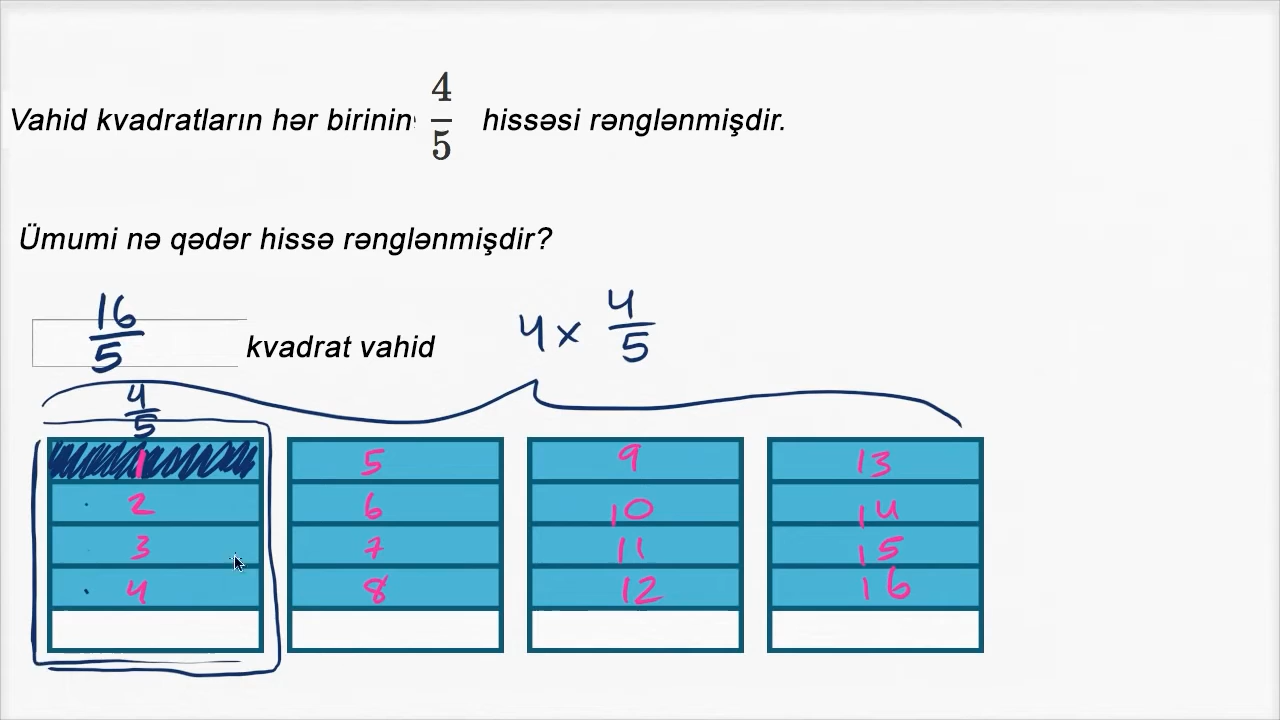 Vahid kvadratların hər birinin 4/5 hissəsi rənglənmişdir.
Ümumi nə qədər hissə rənglənmişdir?
16/5 kvadrat vahid
4 x 4/5
4/5
1 5 9 13
2 6 10 14
3 7 11 15
4 8 12 16